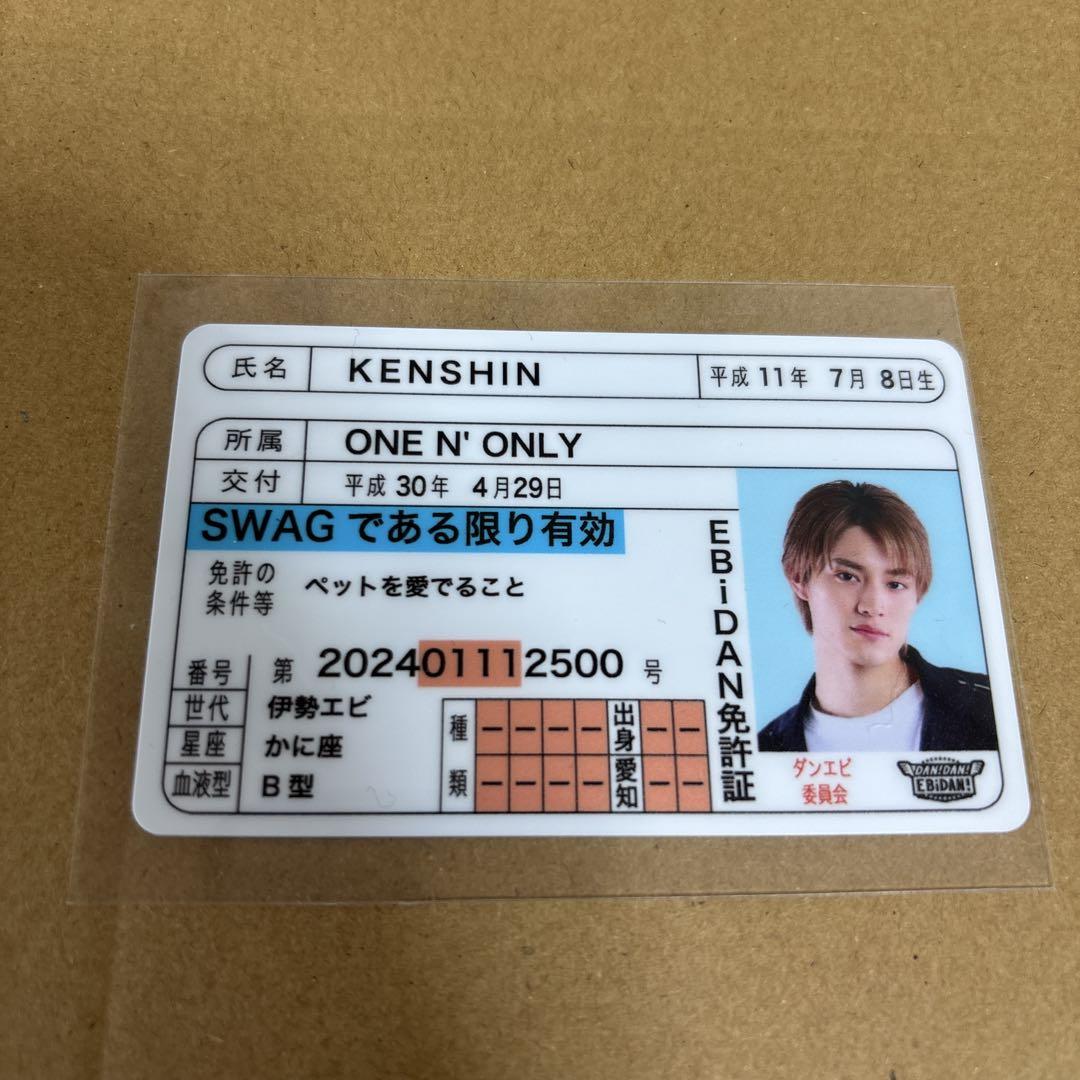 氏名 KENSHIN 平成11年 7月 8日生
所属 ONE N' ONLY
交付 平成30年 4月29日
SWAGである限り有効
免許の
条件等
ペットを愛でること
番号 第 202401112500 号
世代 伊勢エビ
星座 かに座
血液型 B型
種類
出身愛知
EBiDAN免許証
ダンエビ
委員会
DAN!DAN!
EBiDAN!